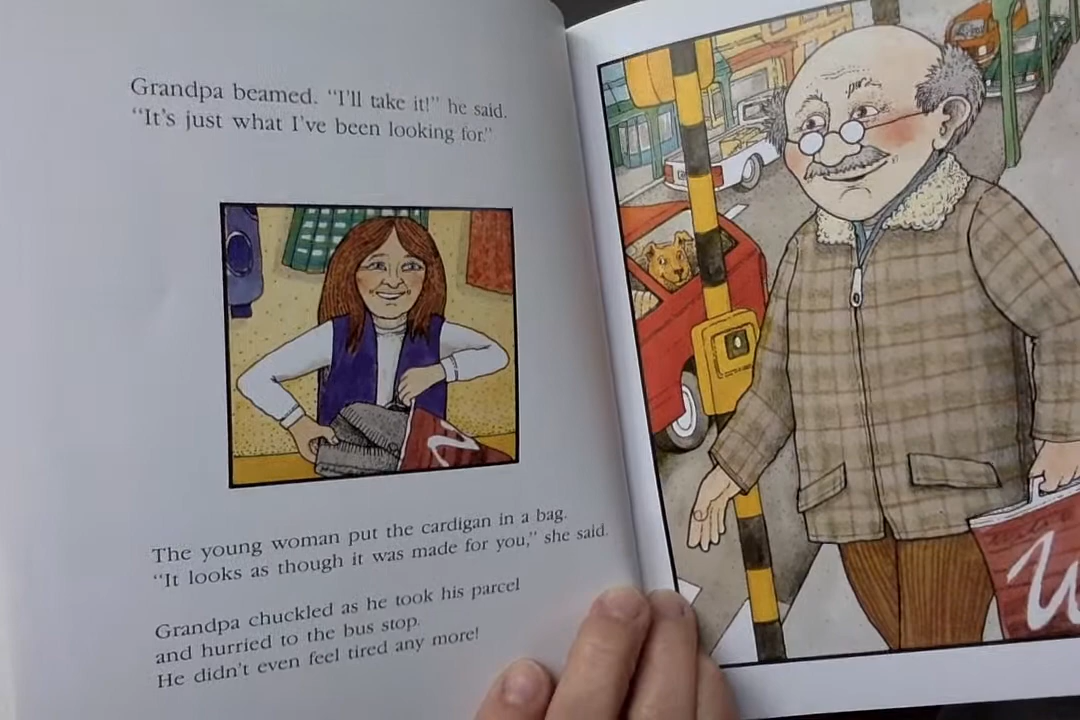 Grandpa beamed. “I'll take it!” he said.
“It's just what I've been looking for.”
The young woman put the cardigan in a bag.
“It looks as though it was made for you,” she said.
Grandpa chuckled as he took his parcel
and hurried to the bus stop.
He didn't even feel tired any more!
W